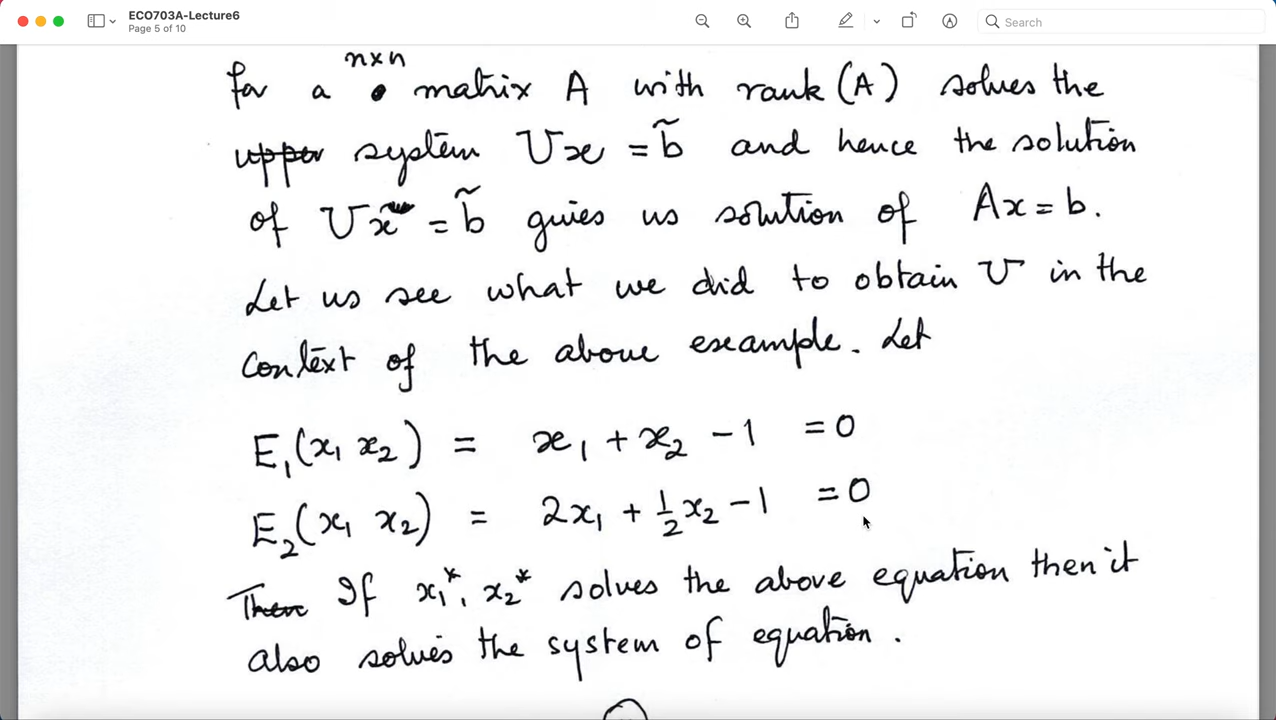 ECO703A-Lecture6
Page 5 of 10
Search
n×n
for a matrix A with rank (A) solves the
upper system Ux = b̃ and hence the solution
of Ux̃ = b̃ gives us solution of Ax = b.
Let us see what we did to obtain U in the
context of the above example. Let
E₁(x₁ x₂) = x₁ + x₂ - 1 = 0
E₂(x₁ x₂) = 2x₁ + ½x₂ - 1 = 0
Then If x₁*, x₂* solves the above equation then it
also solves the system of equation.